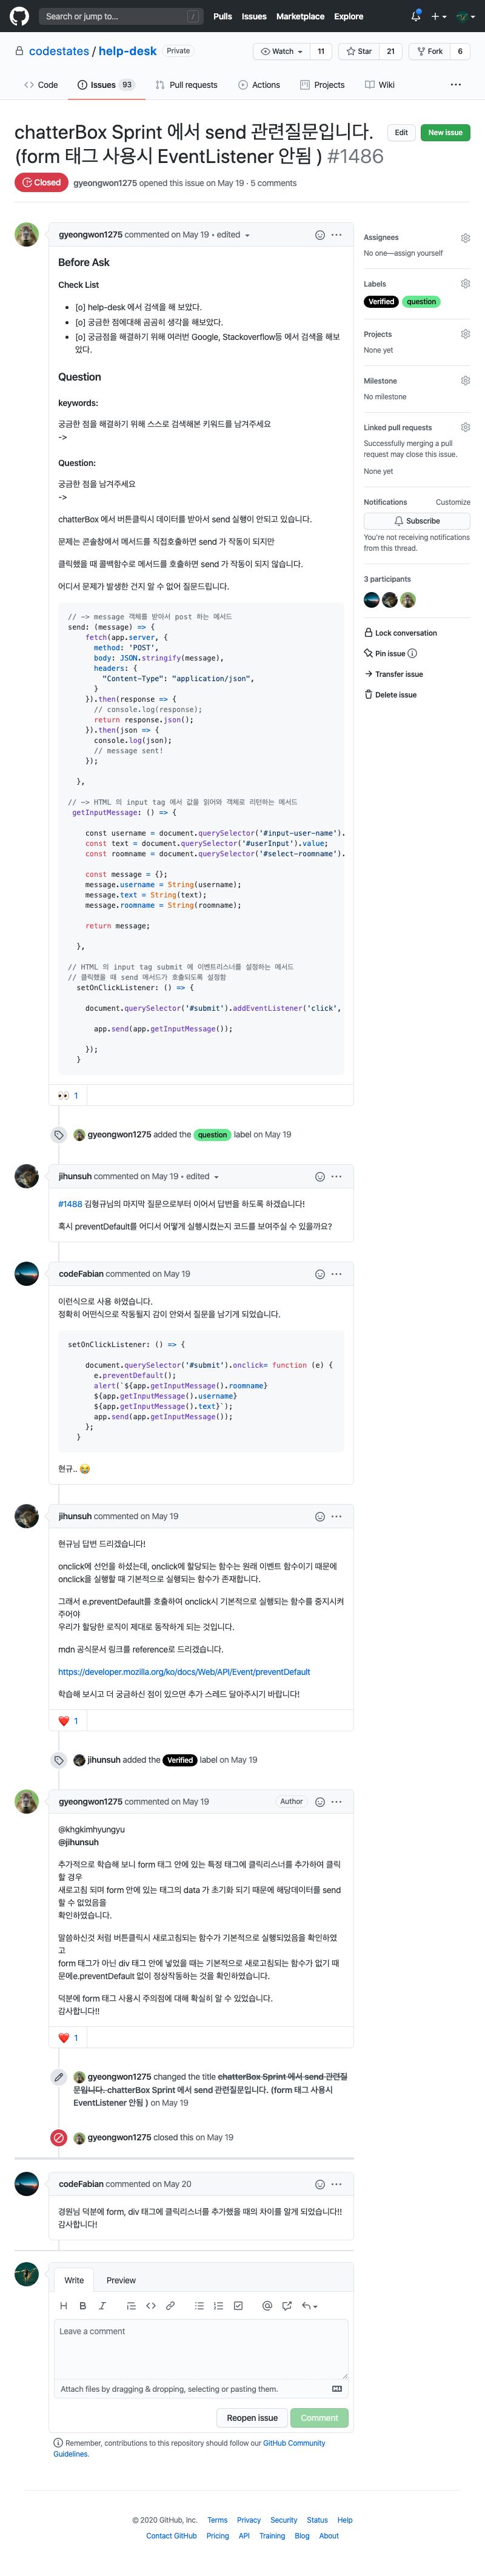 Search or jump to... /
Pulls Issues Marketplace Explore
codestates / help-desk Private
Watch 11 Star 21 Fork 6
Code Issues 93 Pull requests Actions Projects Wiki ...
chatterBox Sprint 에서 send 관련질문입니다.
(form 태그 사용시 EventListener 안됨 ) #1486
Edit New issue
Closed gyeongwon1275 opened this issue on May 19 · 5 comments
gyeongwon1275 commented on May 19 • edited
Before Ask
Check List
• [o] help-desk 에서 검색을 해 보았다.
• [o] 궁금한 점에대해 곰곰히 생각을 해보았다.
• [o] 궁금점을 해결하기 위해 여러번 Google, Stackoverflow등 에서 검색을 해보
았다.
Question
keywords:
궁금한 점을 해결하기 위해 스스로 검색해본 키워드를 남겨주세요
->
Question:
궁금한 점을 남겨주세요
->
chatterBox 에서 버튼클릭시 데이터를 받아서 send 실행이 안되고 있습니다.
문제는 콘솔창에서 메서드를 직접호출하면 send 가 작동이 되지만
클릭했을 때 콜백함수로 메서드를 호출하면 send 가 작동이 되지 않습니다.
어디서 문제가 발생한 건지 알 수 없어 질문드립니다.
// -> message 객체를 받아서 post 하는 메서드
send: (message) => {
fetch(app.server, {
method: 'POST',
body: JSON.stringify(message),
headers: {
"Content-Type": "application/json",
}
}).then(response => {
// console.log(response);
return response.json();
}).then(json => {
console.log(json);
// message sent!
});
},
// -> HTML 의 input tag 에서 값을 읽어와 객체로 리턴하는 메서드
getInputMessage: () => {
const username = document.querySelector('#input-user-name').
const text = document.querySelector('#userInput').value;
const roomname = document.querySelector('#select-roomname').
const message = {};
message.username = String(username);
message.text = String(text);
message.roomname = String(roomname);
return message;
},
// HTML 의 input tag submit 에 이벤트리스너를 설정하는 메서드
// 클릭했을 때 send 메서드가 호출되도록 설정함
setOnClickListener: () => {
document.querySelector('#submit').addEventListener('click',
app.send(app.getInputMessage());
});
}
👀 1
gyeongwon1275 added the question label on May 19
jihunsuh commented on May 19 • edited
#1488 김형규님의 마지막 질문으로부터 이어서 답변을 하도록 하겠습니다!
혹시 preventDefault를 어디서 어떻게 실행시켰는지 코드를 보여주실 수 있을까요?
codeFabian commented on May 19
이런식으로 사용 하였습니다.
정확히 어떤식으로 작동될지 감이 안와서 질문을 남기게 되었습니다.
setOnClickListener: () => {
document.querySelector('#submit').onclick= function (e) {
e.preventDefault();
alert(`${app.getInputMessage().roomname}
${app.getInputMessage().username}
${app.getInputMessage().text}`);
app.send(app.getInputMessage());
};
}
현규.. 😭
jihunsuh commented on May 19
현규님 답변 드리겠습니다!
onclick에 선언을 하셨는데, onclick에 할당되는 함수는 원래 이벤트 함수이기 때문에
onclick을 실행할 때 기본적으로 실행되는 함수가 존재합니다.
그래서 e.preventDefault를 호출하여 onclick시 기본적으로 실행되는 함수를 중지시켜
주어야
우리가 할당한 로직이 제대로 동작하게 되는 것입니다.
mdn 공식문서 링크를 reference로 드리겠습니다.
https://developer.mozilla.org/ko/docs/Web/API/Event/preventDefault
학습해 보시고 더 궁금하신 점이 있으면 추가 스레드 달아주시기 바랍니다!
❤️ 1
jihunsuh added the Verified label on May 19
gyeongwon1275 commented on May 19 Author
@khgkimhyungyu
@jihunsuh
추가적으로 학습해 보니 form 태그 안에 있는 특정 태그에 클릭리스너를 추가하여 클릭
할 경우
새로고침 되며 form 안에 있는 태그의 data 가 초기화 되기 때문에 해당데이터를 send
할 수 없었음을
확인하였습니다.
말씀하신것 처럼 버튼클릭시 새로고침되는 함수가 기본적으로 실행되었음을 확인하였
고
form 태그가 아닌 div 태그 안에 넣었을 때는 기본적으로 새로고침되는 함수가 없기 때
문에e.preventDefault 없이 정상작동하는 것을 확인하였습니다.
덕분에 form 태그 사용시 주의점에 대해 확실히 알 수 있었습니다.
감사합니다!!
❤️ 1
gyeongwon1275 changed the title chatterBox Sprint 에서 send 관련질
문입니다. chatterBox Sprint 에서 send 관련질문입니다. (form 태그 사용시
EventListener 안됨 ) on May 19
gyeongwon1275 closed this on May 19
codeFabian commented on May 20
경원님 덕분에 form, div 태그에 클릭리스너를 추가했을 때의 차이를 알게 되었습니다!!
감사합니다!
Write Preview
Leave a comment
Attach files by dragging & dropping, selecting or pasting them.
Reopen issue Comment
Remember, contributions to this repository should follow our GitHub Community
Guidelines.
Assignees
No one—assign yourself
Labels
Verified question
Projects
None yet
Milestone
No milestone
Linked pull requests
Successfully merging a pull
request may close this issue.
None yet
Notifications Customize
Subscribe
You're not receiving notifications
from this thread.
3 participants
Lock conversation
Pin issue
Transfer issue
Delete issue
© 2020 GitHub, Inc. Terms Privacy Security Status Help
Contact GitHub Pricing API Training Blog About